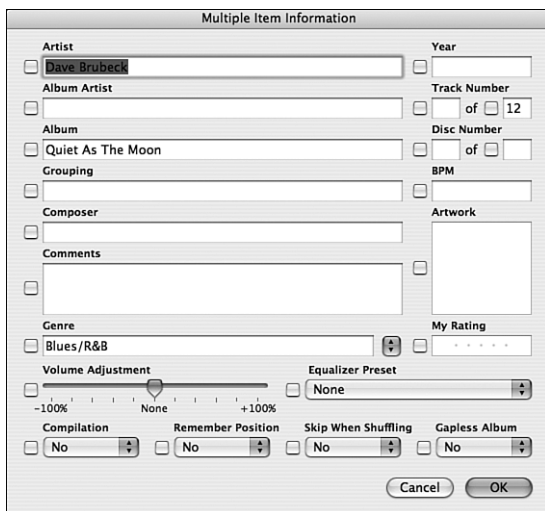 Multiple Item Information
Artist
Year
Dave Brubeck
Album Artist
Track Number
of 12
Album
Disc Number
Quiet As The Moon
of
Grouping
BPM
Composer
Artwork
Comments
Genre
My Rating
Blues/R&B
Volume Adjustment
Equalizer Preset
None
-100% None +100%
Compilation Remember Position Skip When Shuffling Gapless Album
No No No No
Cancel OK